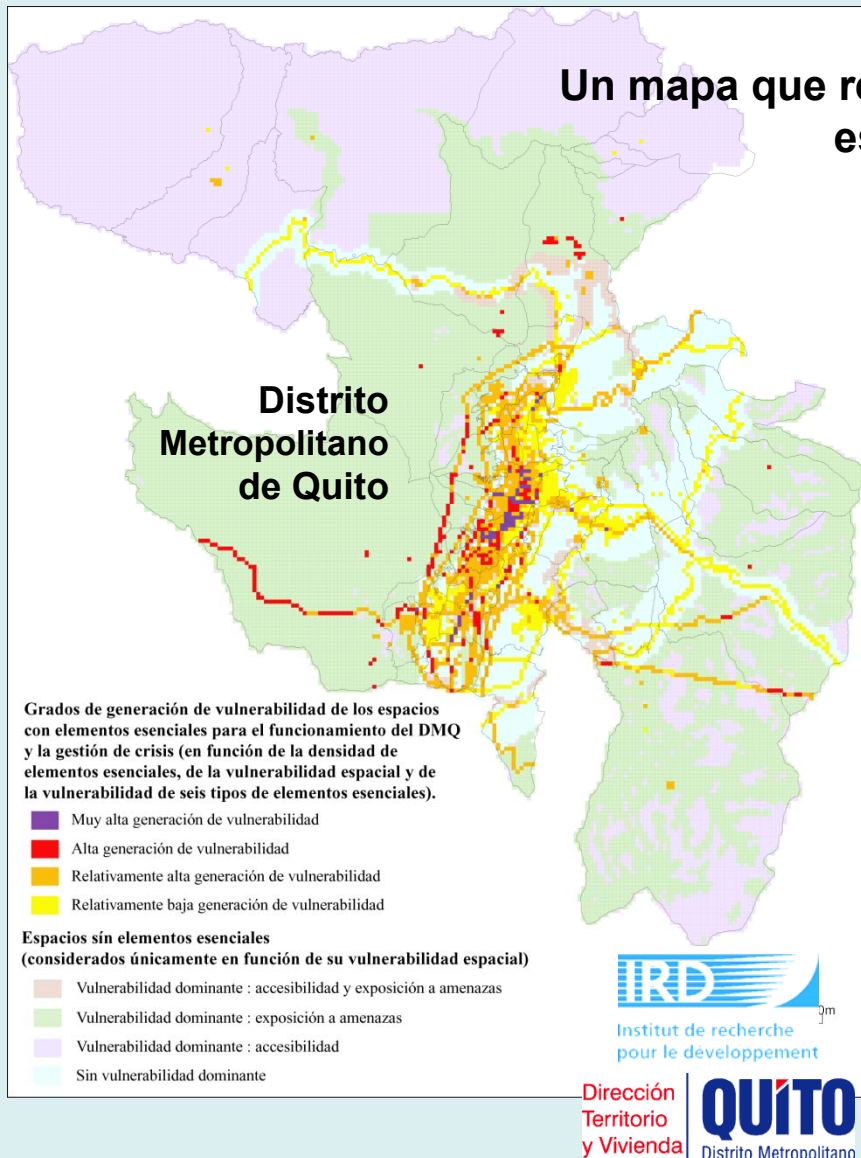 Un mapa que
Distrito
Metropolitano
de Quito
Grados de generación de vulnerabilidad de los espacios
con elementos esenciales para el funcionamiento del DMQ
y la gestión de crisis (en función de la densidad de
elementos esenciales, de la vulnerabilidad espacial y de
la vulnerabilidad de seis tipos de elementos esenciales).
Muy alta generación de vulnerabilidad
Alta generación de vulnerabilidad
Relativamente alta generación de vulnerabilidad
Relativamente baja generación de vulnerabilidad
Espacios sín elementos esenciales
(considerados únicamente en función de su vulnerabilidad espacial)
Vulnerabilidad dominante : accesibilidad y exposición a amenazas
Vulnerabilidad dominante : exposición a amenazas
Vulnerabilidad dominante : accesibilidad
Sin vulnerabilidad dominante
IRD
Institut de recherche
pour le développement
Dirección
Territorio
y Vivienda
QUITO
Distrito Metropolitano